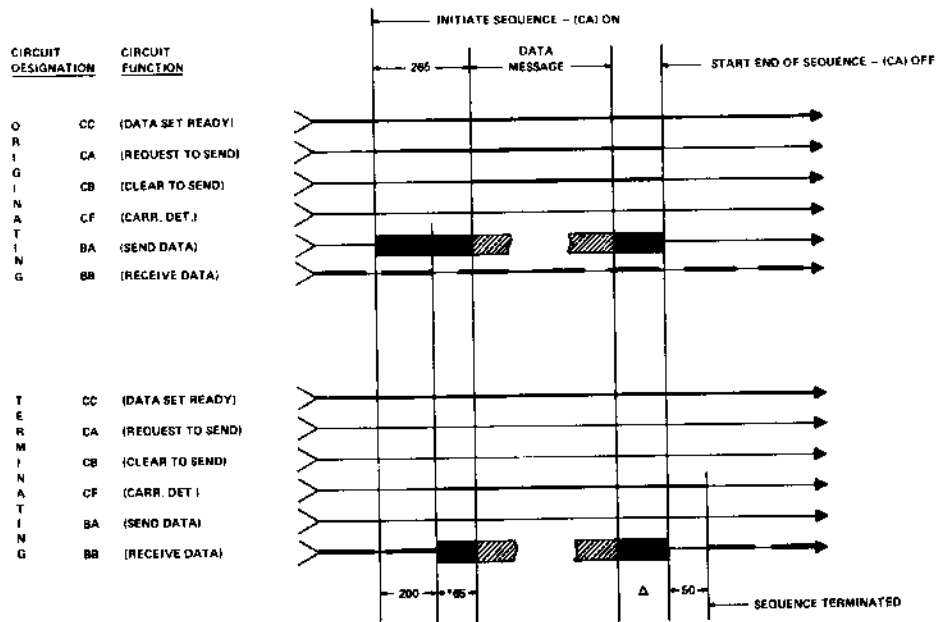 INITIATE SEQUENCE – (CA) ON
CIRCUIT DESIGNATION
CIRCUIT FUNCTION
265
DATA MESSAGE
START END OF SEQUENCE – (CA) OFF
ORIGINATING
CC (DATA SET READY)
CA (REQUEST TO SEND)
CB (CLEAR TO SEND)
CF (CARR. DET.)
BA (SEND DATA)
BB (RECEIVE DATA)
TERMINATING
CC (DATA SET READY)
CA (REQUEST TO SEND)
CB (CLEAR TO SEND)
CF (CARR. DET.)
BA (SEND DATA)
BB (RECEIVE DATA)
200
*65
Δ
50
SEQUENCE TERMINATED